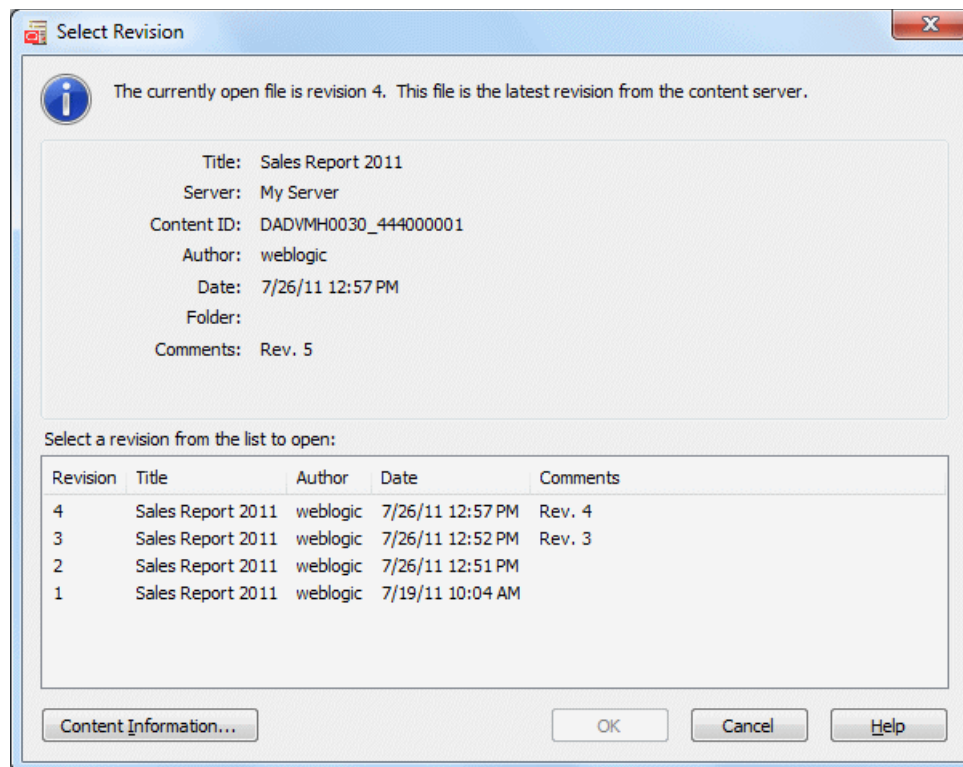 Select Revision
The currently open file is revision 4. This file is the latest revision from the content server.
Title: Sales Report 2011
Server: My Server
Content ID: DADVMH0030_444000001
Author: weblogic
Date: 7/26/11 12:57 PM
Folder:
Comments: Rev. 5
Select a revision from the list to open:
Revision Title Author Date Comments
4 Sales Report 2011 weblogic 7/26/11 12:57 PM Rev. 4
3 Sales Report 2011 weblogic 7/26/11 12:52 PM Rev. 3
2 Sales Report 2011 weblogic 7/26/11 12:51 PM
1 Sales Report 2011 weblogic 7/19/11 10:04 AM
Content Information... OK Cancel Help